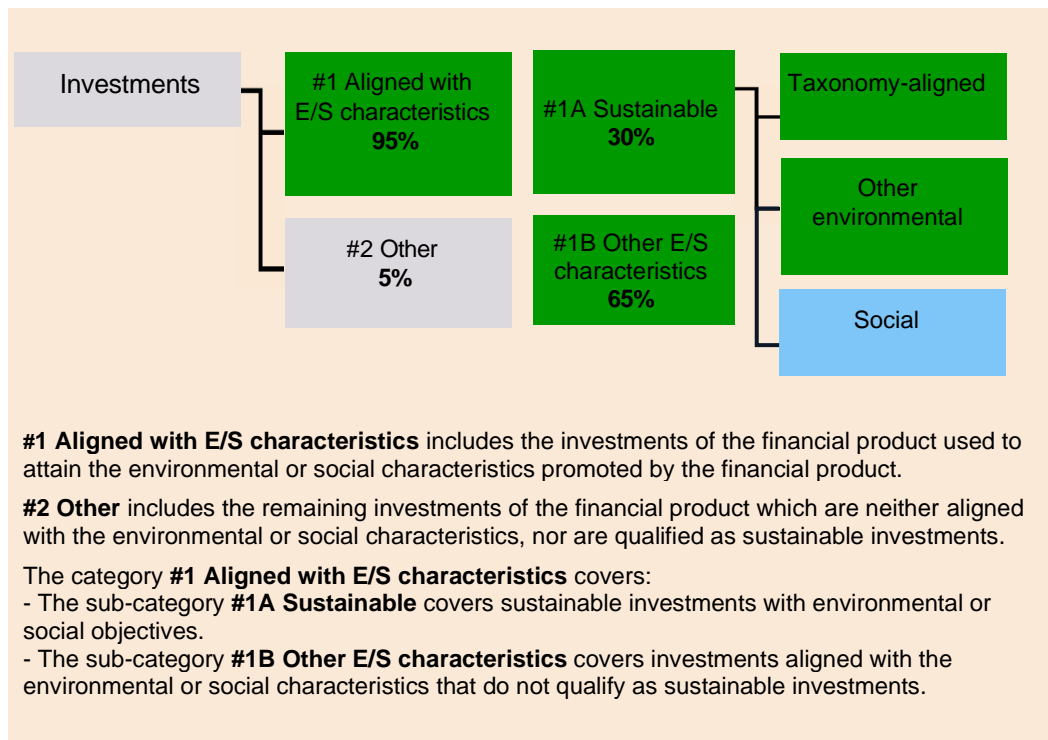 Investments
#1 Aligned with
E/S characteristics
95%
#2 Other
5%
#1A Sustainable
30%
#1B Other E/S
characteristics
65%
Taxonomy-aligned
Other
environmental
Social
#1 Aligned with E/S characteristics includes the investments of the financial product used to
attain the environmental or social characteristics promoted by the financial product.
#2 Other includes the remaining investments of the financial product which are neither aligned
with the environmental or social characteristics, nor are qualified as sustainable investments.
The category #1 Aligned with E/S characteristics covers:
- The sub-category #1A Sustainable covers sustainable investments with environmental or
social objectives.
- The sub-category #1B Other E/S characteristics covers investments aligned with the
environmental or social characteristics that do not qualify as sustainable investments.